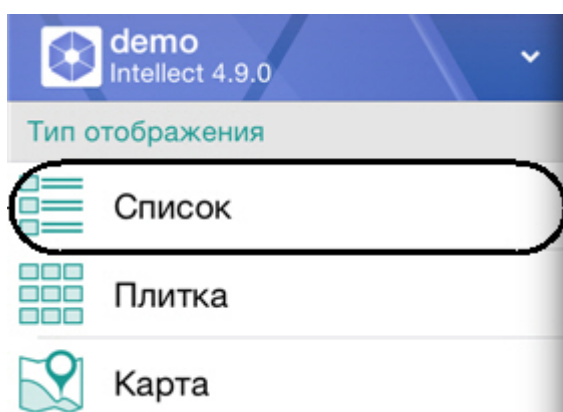 demo
Intellect 4.9.0
Тип отображения
Список
Плитка
Карта